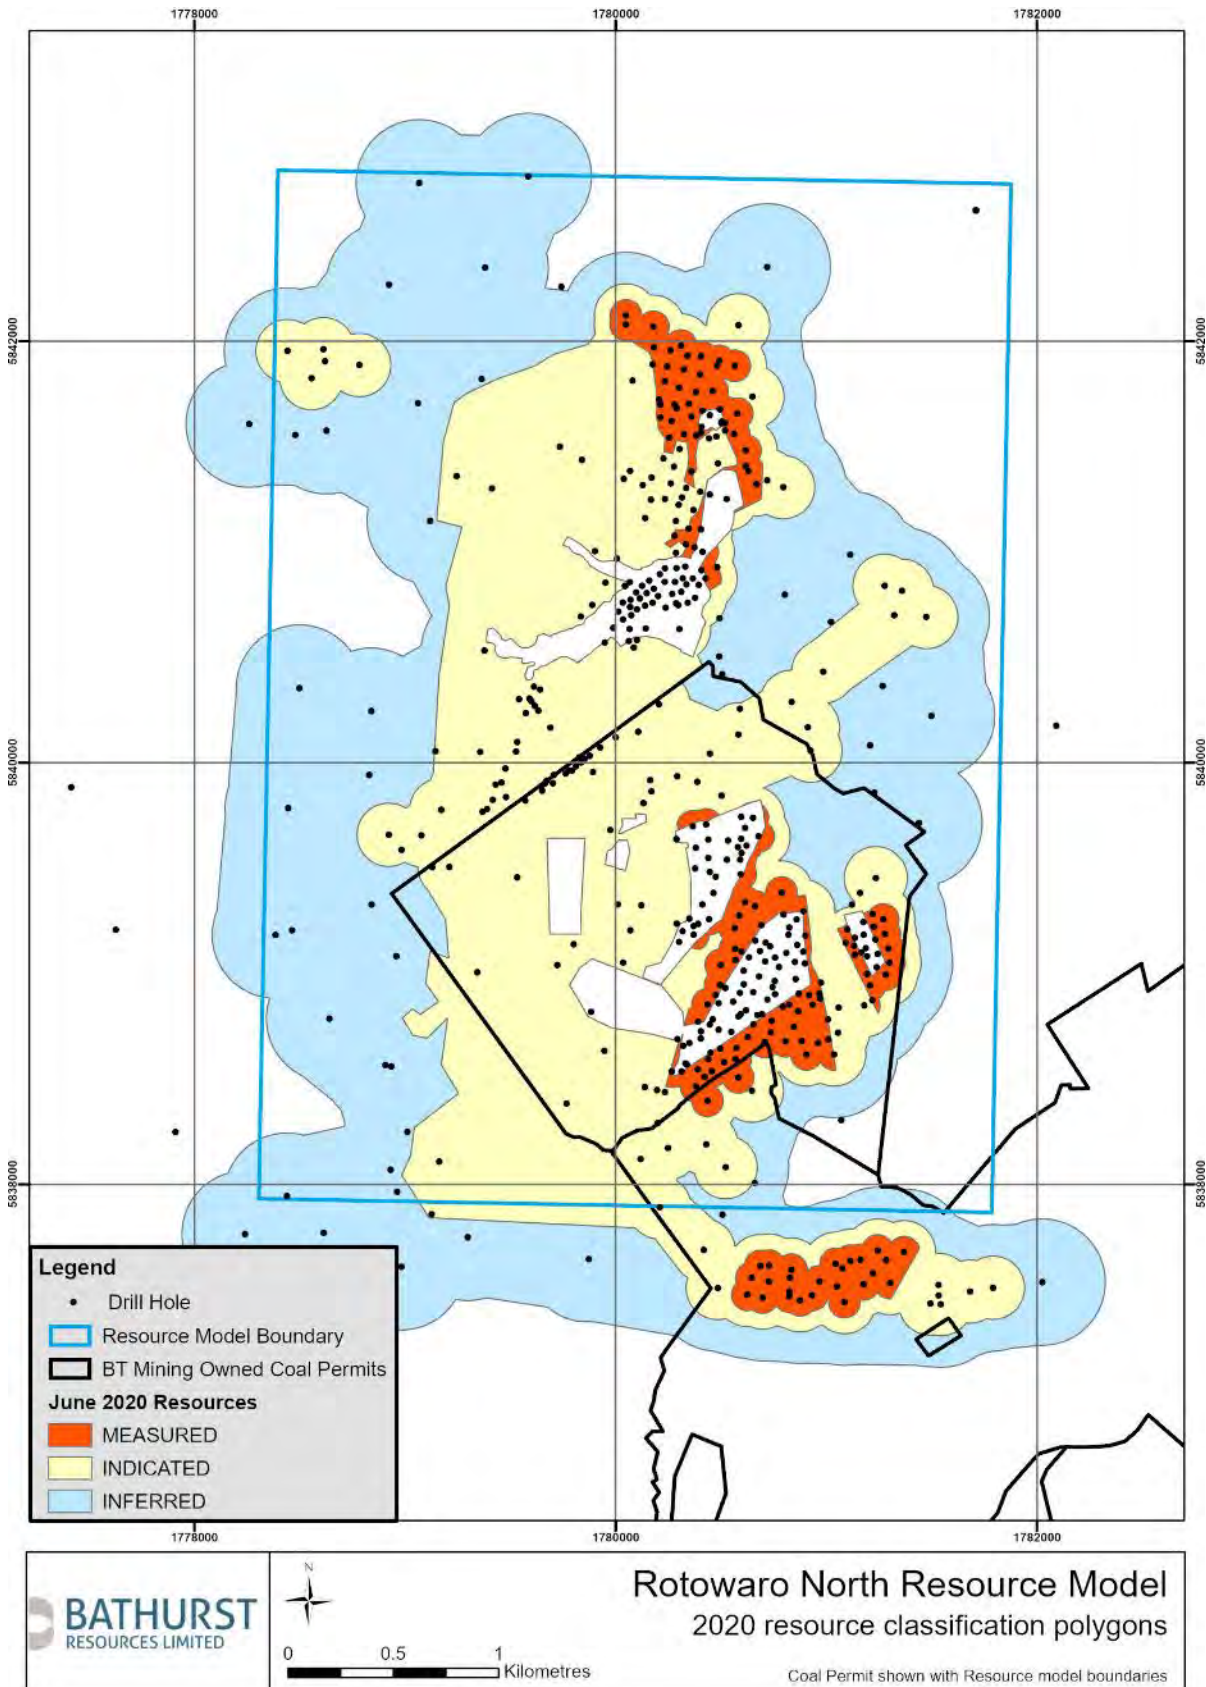 1778000
1780000
1782000
5842000
5842000
5840000
5840000
5838000
5838000
Legend
Drill Hole
Resource Model Boundary
BT Mining Owned Coal Permits
June 2020 Resources
MEASURED
INDICATED
INFERRED
1778000
1780000
1782000
BATHURST
RESOURCES LIMITED
N
0 0.5 1
Kilometres
Rotowaro North Resource Model
2020 resource classification polygons
Coal Permit shown with Resource model boundaries